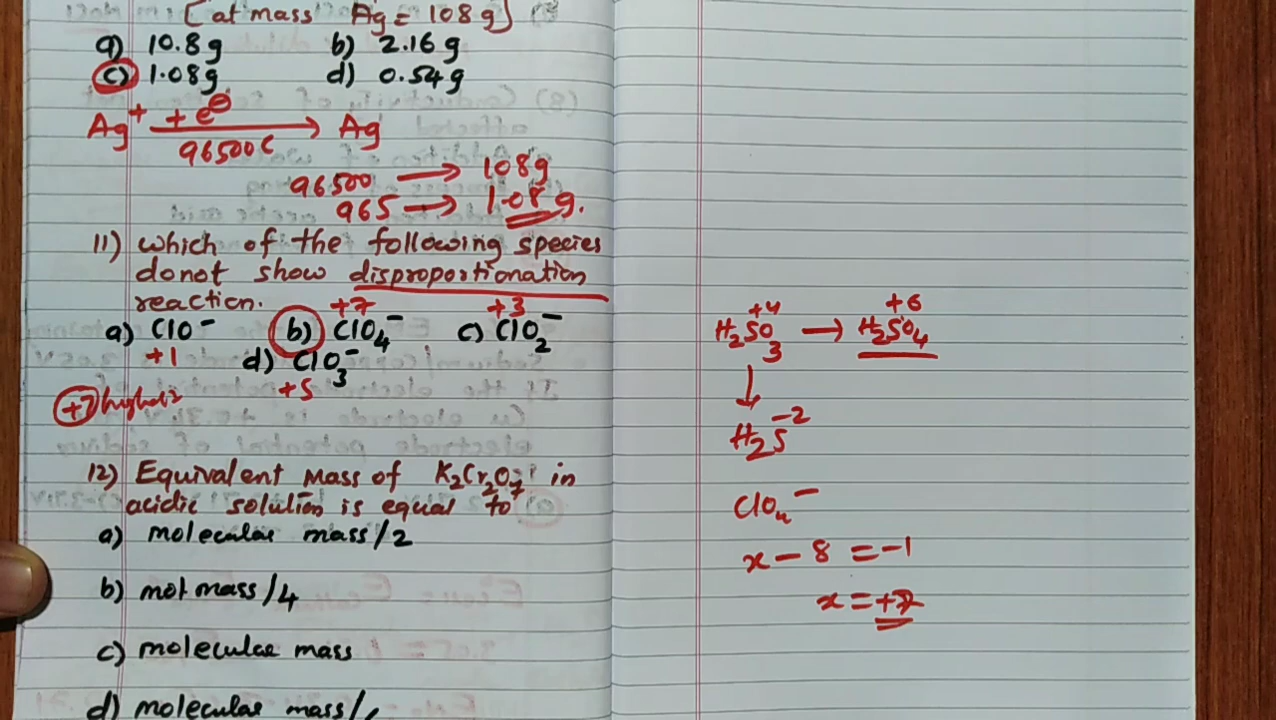 [at mass Ag = 108 g]
a) 10.8 g b) 2.16 g
c) 1.08 g d) 0.54 g
Ag⁺ + e⊖ → Ag
96500 C
96500 → 108 g
965 → 1.08 g.
11) which of the following species
donot show disproportionation
reaction.
+7 +3
a) ClO⁻ b) ClO₄⁻ c) ClO₂⁻
+1 d) ClO₃⁻
+5
+7
12) Equivalent Mass of K₂Cr₂O₇ in
acidic solution is equal to
a) molecular mass/2
b) mol mass/4
c) molecular mass
d) molecular mass/
+4 +6
H₂SO₃ → H₂SO₄
↓
H₂S⁻²
ClO₄⁻
x − 8 = −1
x = +7